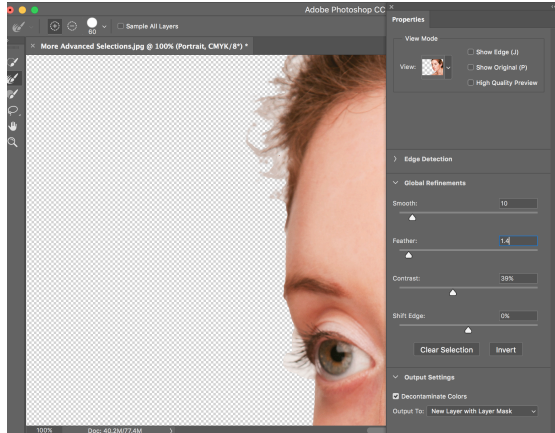 Adobe Photoshop CC
60
Sample All Layers
× More Advanced Selections.jpg @ 100% (Portrait, CMYK/8*) *
Properties
View Mode
View:
Show Edge (J)
Show Original (P)
High Quality Preview
Edge Detection
Global Refinements
Smooth: 10
Feather: 1.4
Contrast: 39%
Shift Edge: 0%
Clear Selection Invert
Output Settings
Decontaminate Colors
Output To: New Layer with Layer Mask
100% Doc: 40.2M/77.4M